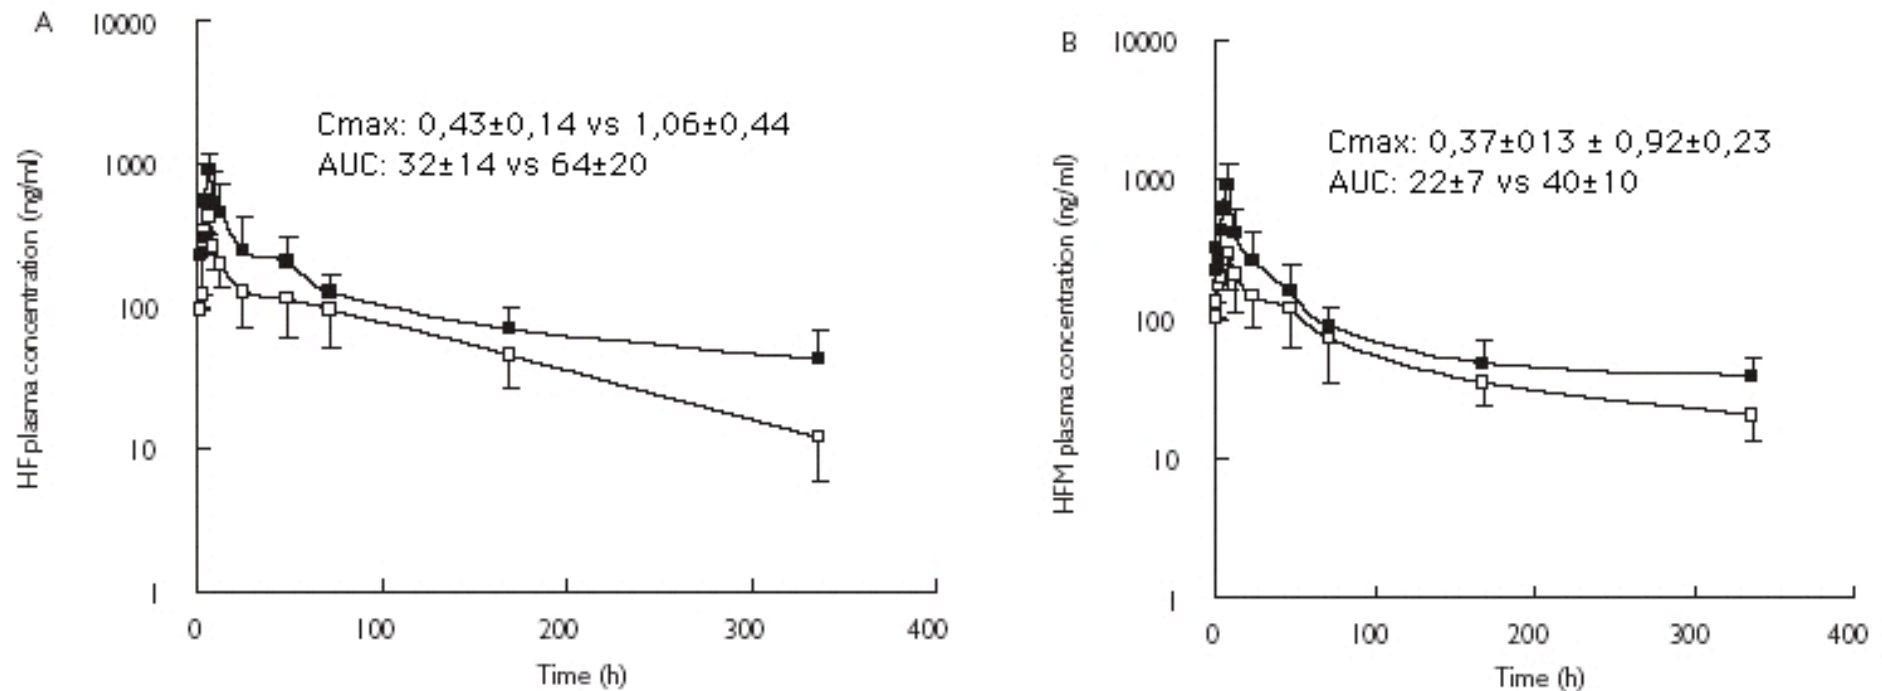 A
10000
Cmax: 0,43±0,14 vs 1,06±0,44
AUC: 32±14 vs 64±20
1000
100
10
1
HF plasma concentration (ng/ml)
0 100 200 300 400
Time (h)
B
10000
Cmax: 0,37±013 ± 0,92±0,23
AUC: 22±7 vs 40±10
1000
100
10
1
HFM plasma concentration (ng/ml)
0 100 200 300 400
Time (h)